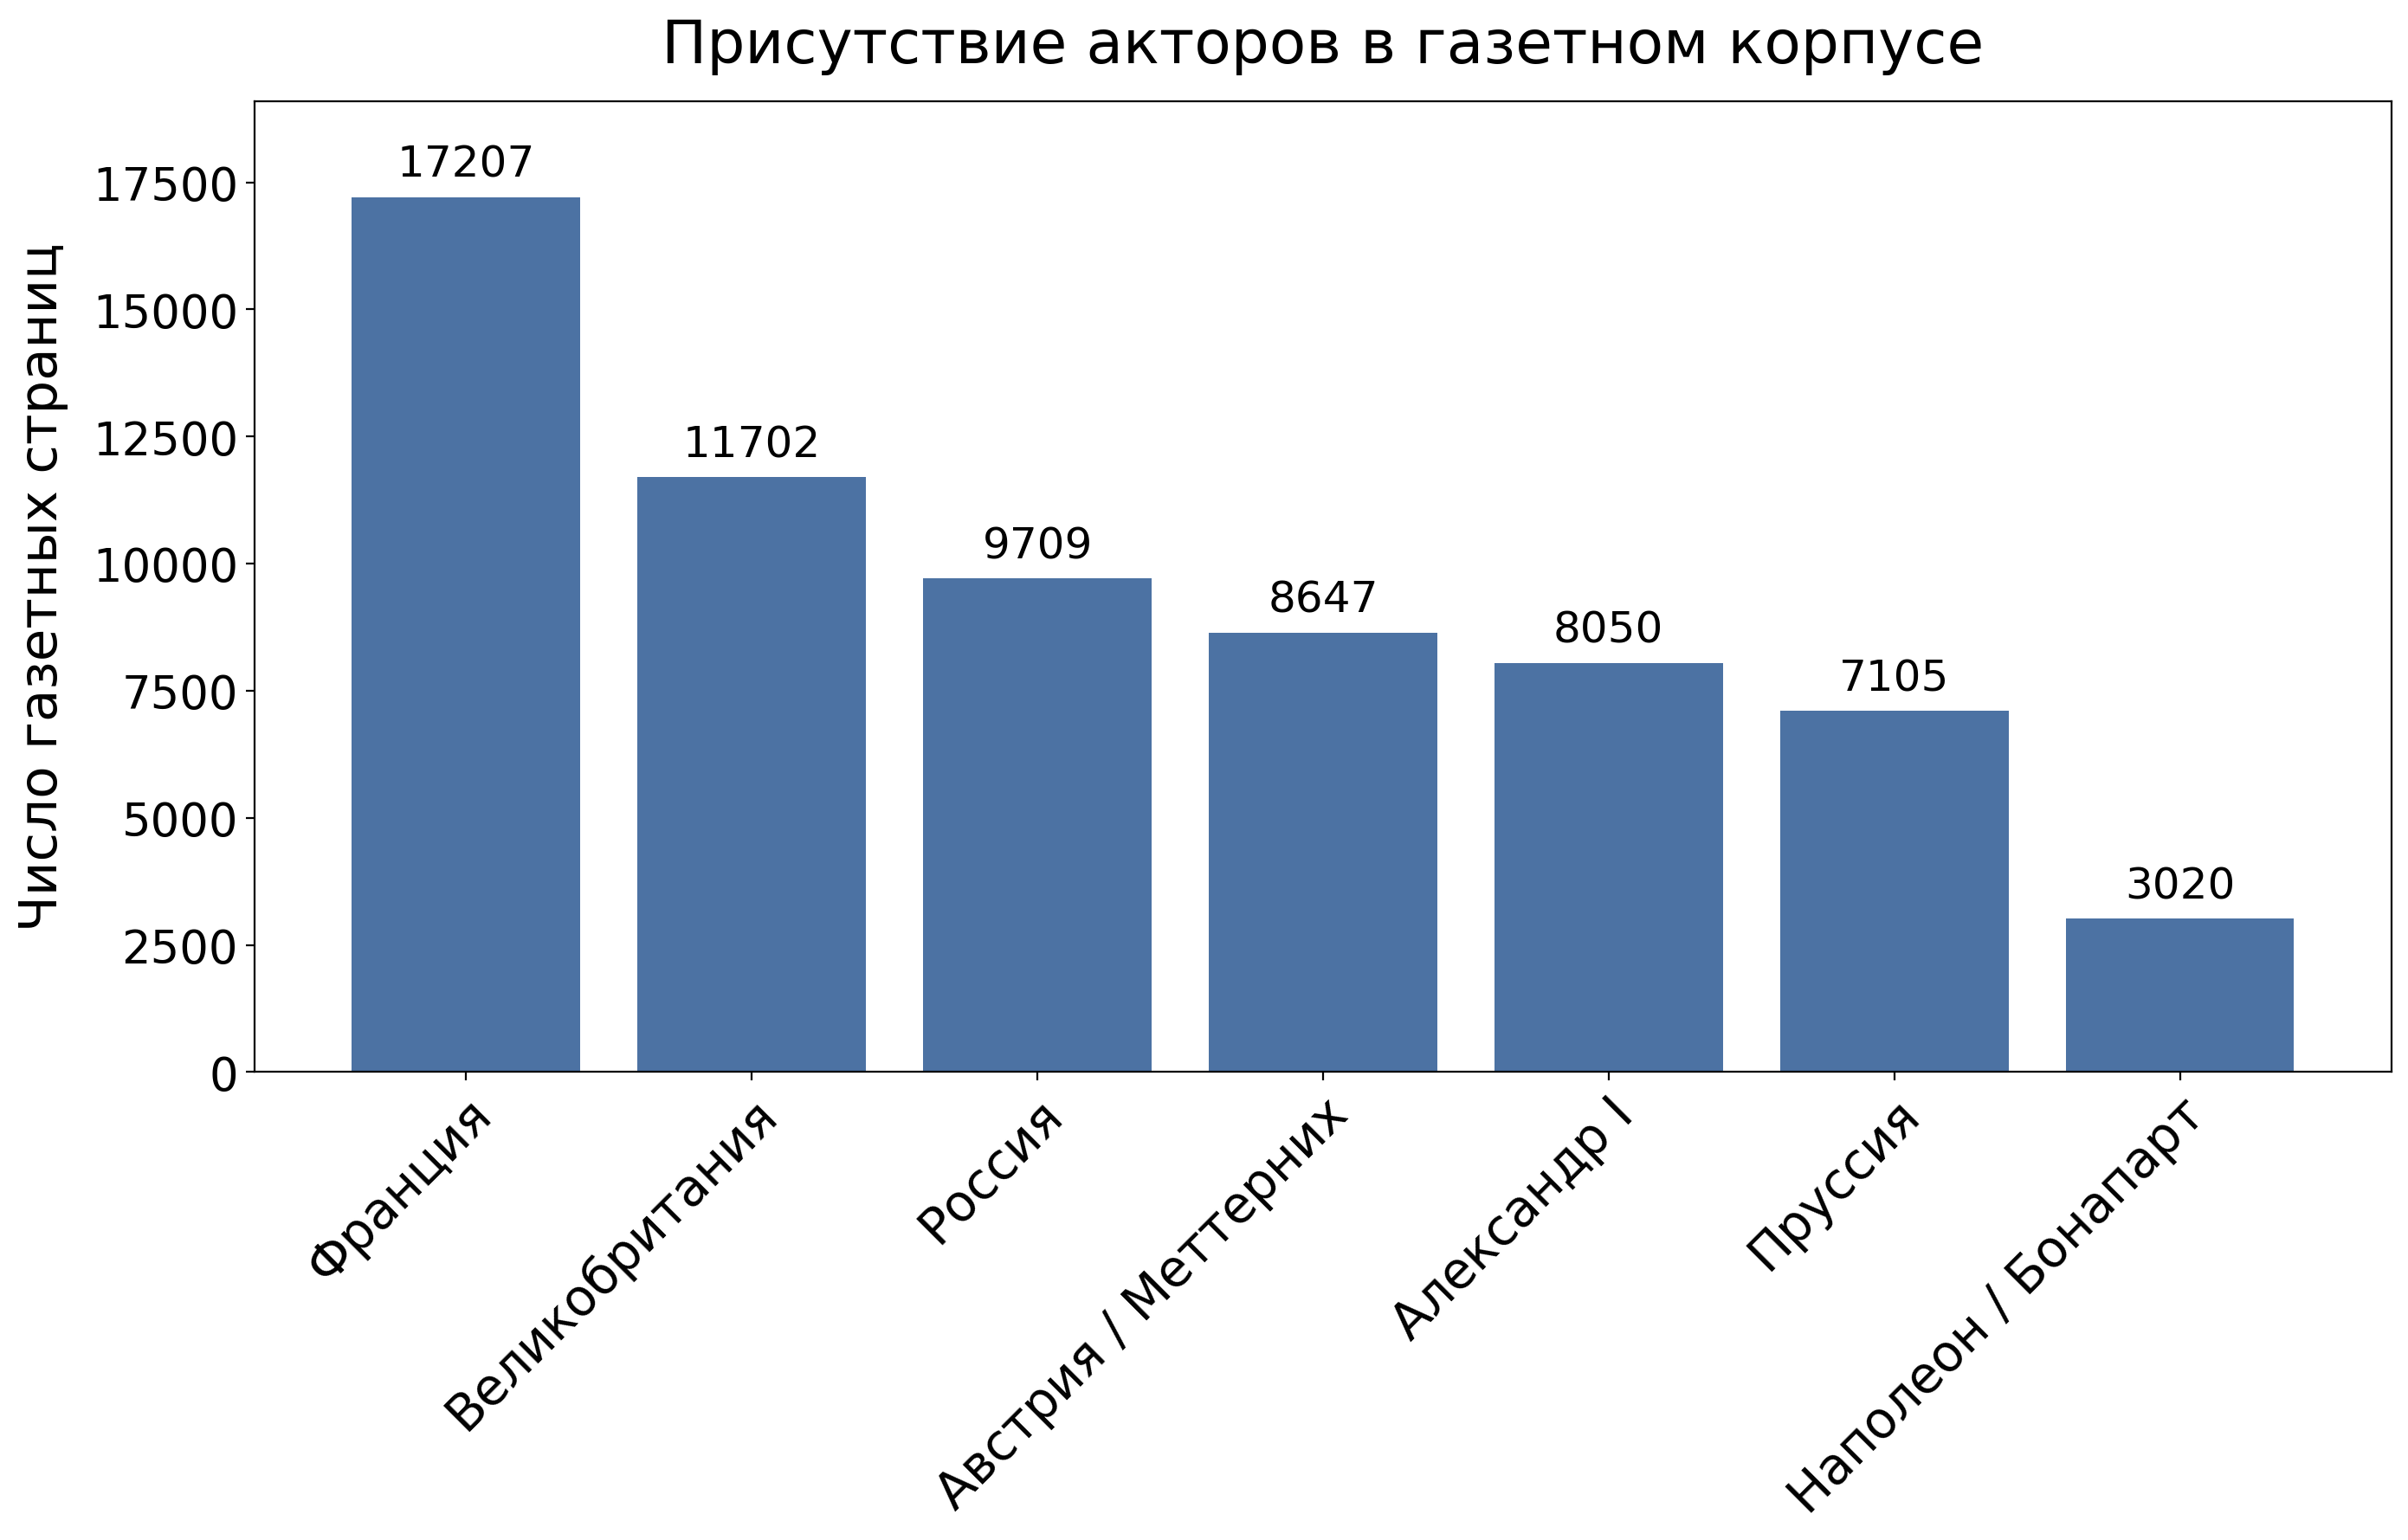 Присутствие акторов в газетном корпусе
Число газетных страниц
17500
15000
12500
10000
7500
5000
2500
0
17207
11702
9709
8647
8050
7105
3020
Франция
Великобритания
Россия
Австрия / Меттерних
Александр I
Пруссия
Наполеон / Бонапарт